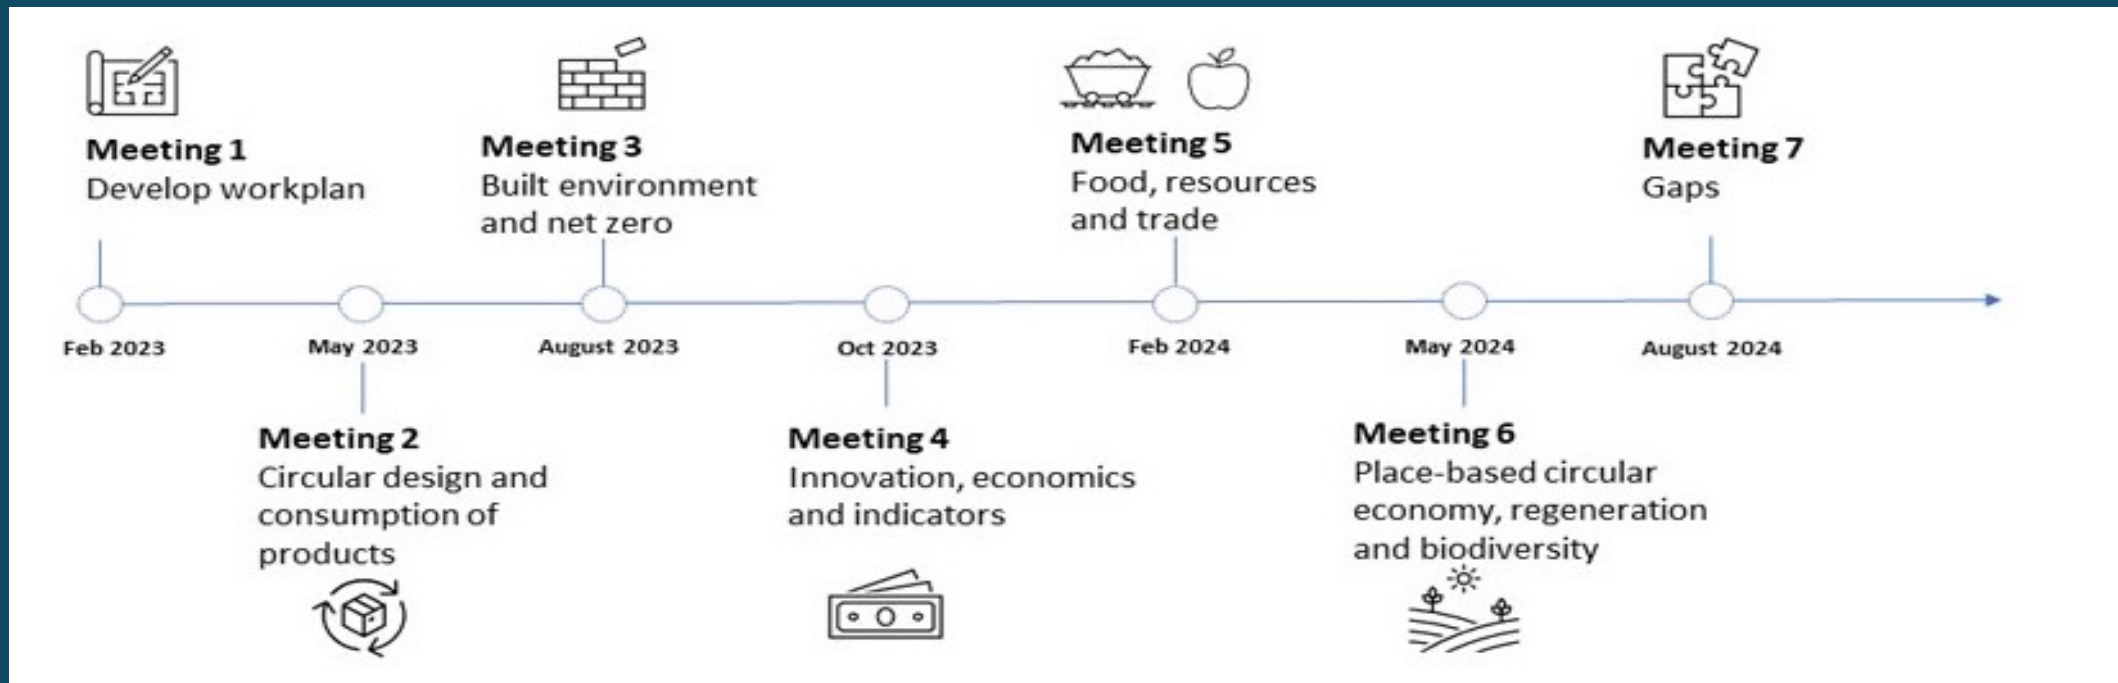 Meeting 1
Develop workplan
Meeting 3
Built environment
and net zero
Meeting 5
Food, resources
and trade
Meeting 7
Gaps
Feb 2023
May 2023
August 2023
Oct 2023
Feb 2024
May 2024
August 2024
Meeting 2
Circular design and
consumption of
products
Meeting 4
Innovation, economics
and indicators
Meeting 6
Place-based circular
economy, regeneration
and biodiversity